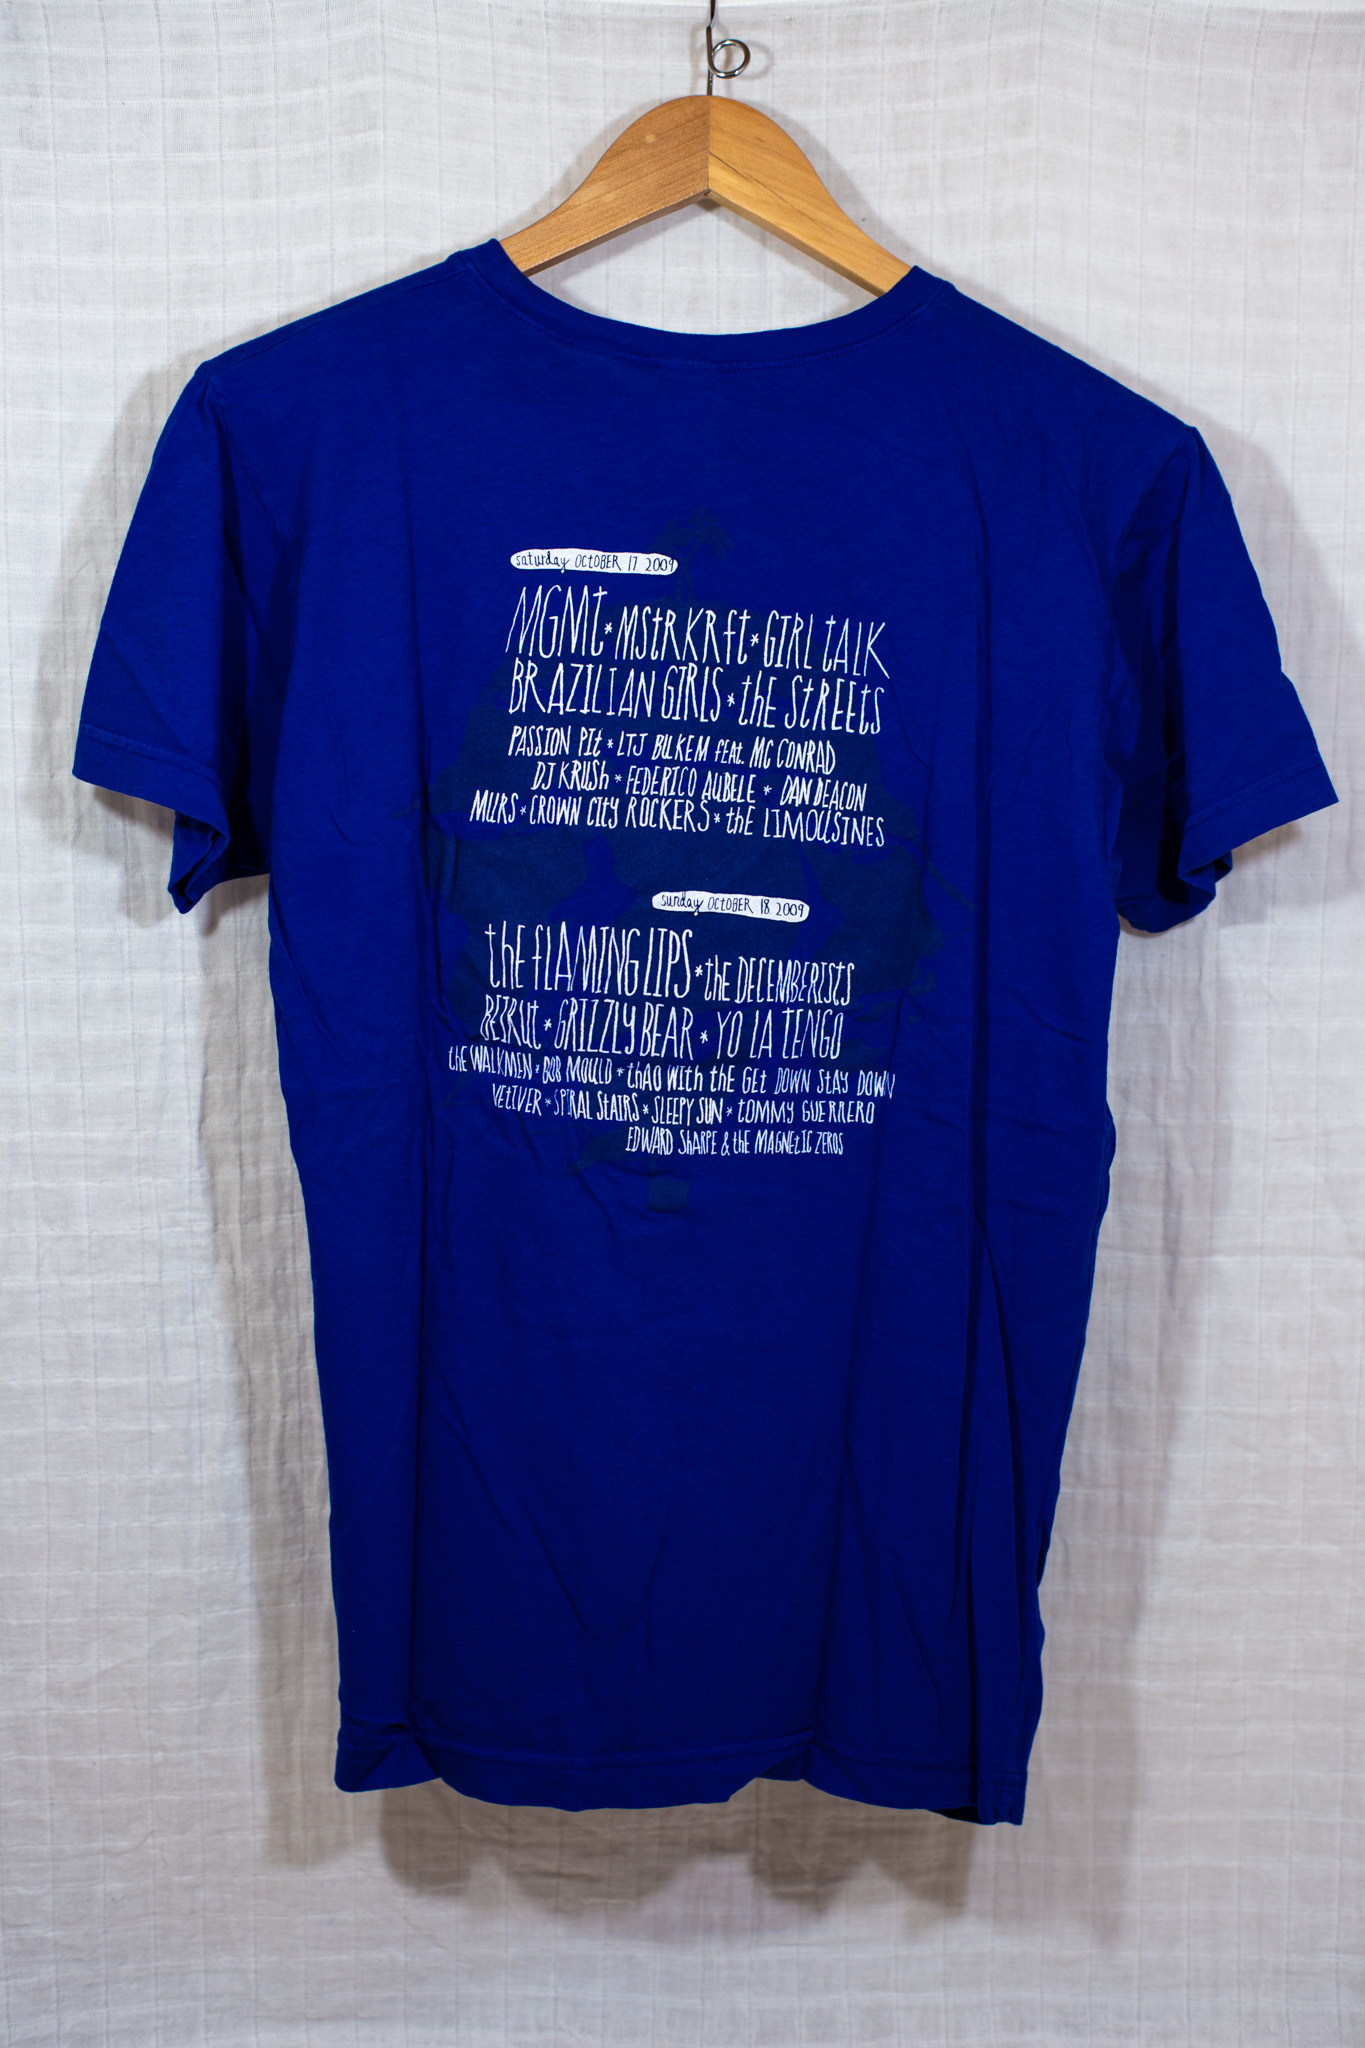 saturday OCTOBER 17. 2009
MGMt * MStRKRft * GIRL tALK
BRAZILIAN GIRLS * thE StREEtS
PASSION PIt * LTJ BUKEM fEAt. MC CONRAD
DJ KRUSh * FEDERICO AUBELE * DAN DEACON
MURS * CROWN CItY ROCKERS * thE LIMOUSINES
sunday OCTOBER 18. 2009
thE fLAMING LIPS * thE DECEMBERIStS
BEIRUt * GRIZZLY BEAR * YO LA TENGO
thE WALKMEN * BOB MOULD * thAO WIth thE GEt DOWN StAY DOWN
VEtIVER * SPIRAL StAIRS * SLEEPY SUN * tOMMY GUERRERO
EDWARD ShARPE & thE MAGNEtIC ZEROS